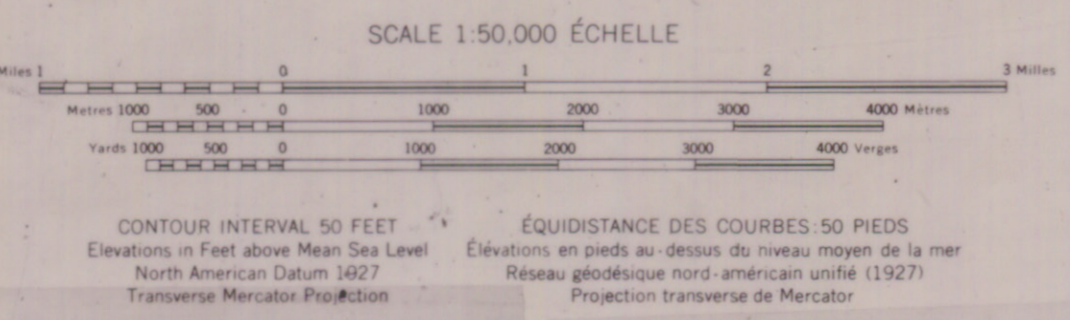 SCALE 1:50,000 ÉCHELLE
Miles 1 0 1 2 3 Milles
Metres 1000 500 0 1000 2000 3000 4000 Mètres
Yards 1000 500 0 1000 2000 3000 4000 Verges
CONTOUR INTERVAL 50 FEET
Elevations in Feet above Mean Sea Level
North American Datum 1927
Transverse Mercator Projection
ÉQUIDISTANCE DES COURBES: 50 PIEDS
Élévations en pieds au-dessus du niveau moyen de la mer
Réseau géodésique nord-américain unifié (1927)
Projection transverse de Mercator